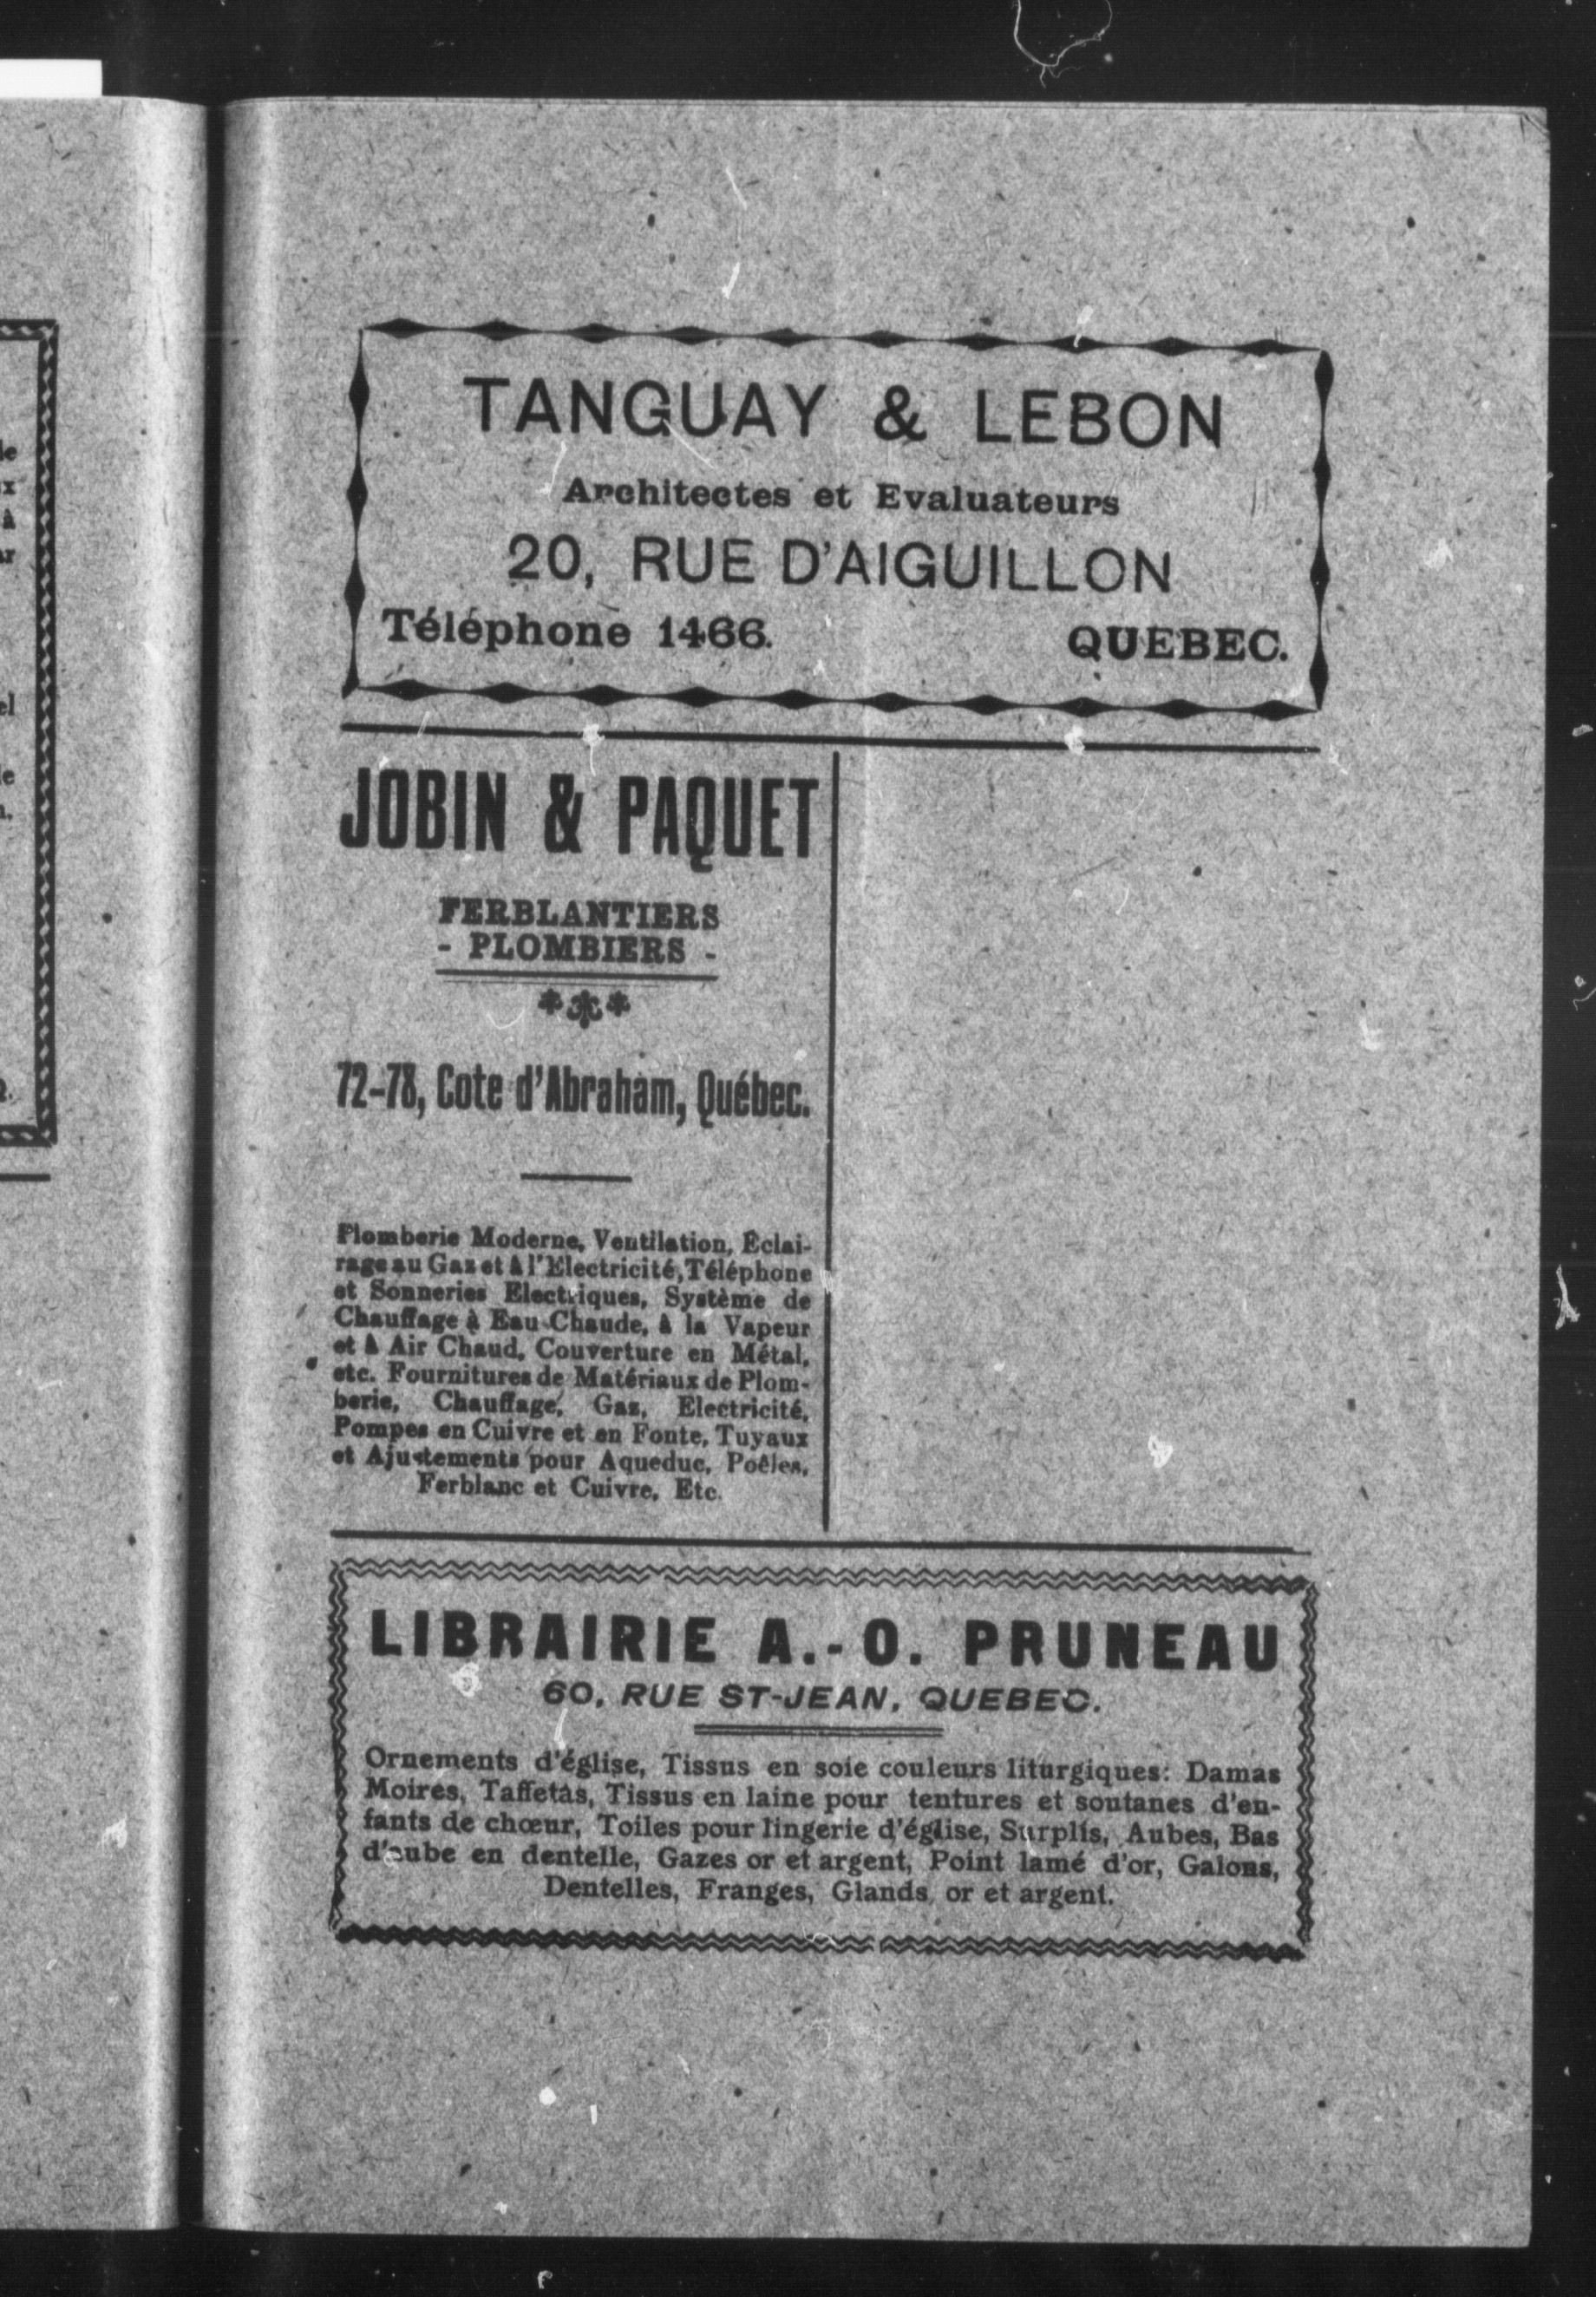 TANGUAY & LEBON
Architectes et Evaluateurs
20, RUE D'AIGUILLON
Téléphone 1466. QUEBEC.
JOBIN & PAQUET
FERBLANTIERS
- PLOMBIERS -
72-78, Cote d'Abraham, Québec.
Plomberie Moderne, Ventilation, Éclai-
rage au Gaz et à l'Electricité, Téléphone
et Sonneries Electriques, Système de
Chauffage à Eau Chaude, à la Vapeur
et à Air Chaud, Couverture en Métal,
etc. Fournitures de Matériaux de Plom-
berie, Chauffage, Gaz, Electricité,
Pompes en Cuivre et en Fonte, Tuyaux
et Ajustements pour Aqueduc, Poêles,
Ferblanc et Cuivre, Etc.
LIBRAIRIE A.-O. PRUNEAU
60, RUE ST-JEAN, QUEBEC.
Ornements d'église, Tissus en soie couleurs liturgiques: Damas
Moires, Taffetas, Tissus en laine pour tentures et soutanes d'en-
fants de chœur, Toiles pour lingerie d'église, Surplis, Aubes, Bas
d'aube en dentelle, Gazes or et argent, Point lamé d'or, Galons,
Dentelles, Franges, Glands or et argent.